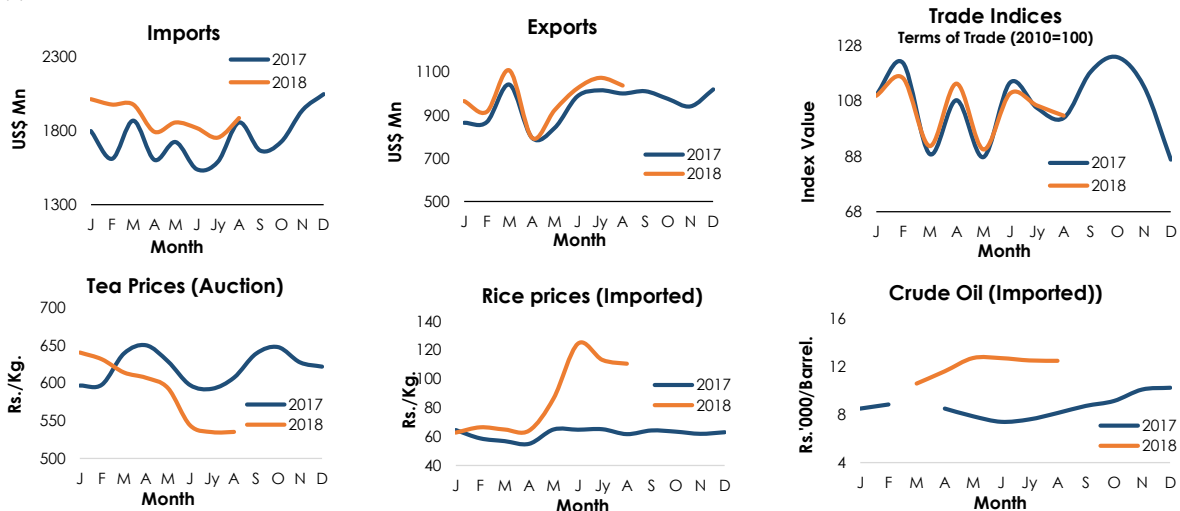 Imports
2300
1800
1300
US$ Mn
2017
2018
J F M A M J Jy A S O N D
Month
Exports
1100
900
700
500
US$ Mn
2017
2018
J F M A M J Jy A S O N D
Month
Trade Indices
Terms of Trade (2010=100)
128
108
88
68
Index Value
2017
2018
J F M A M J Jy A S O N D
Month
Tea Prices (Auction)
700
650
600
550
500
Rs./Kg.
2017
2018
J F M A M J Jy A S O N D
Month
Rice prices (Imported)
140
120
100
80
60
40
Rs./Kg.
2017
2018
J F M A M J Jy A S O N D
Month
Crude Oil (Imported))
16
12
8
4
Rs.'000/Barrel.
2017
2018
J F M A M J Jy A S O N D
Month